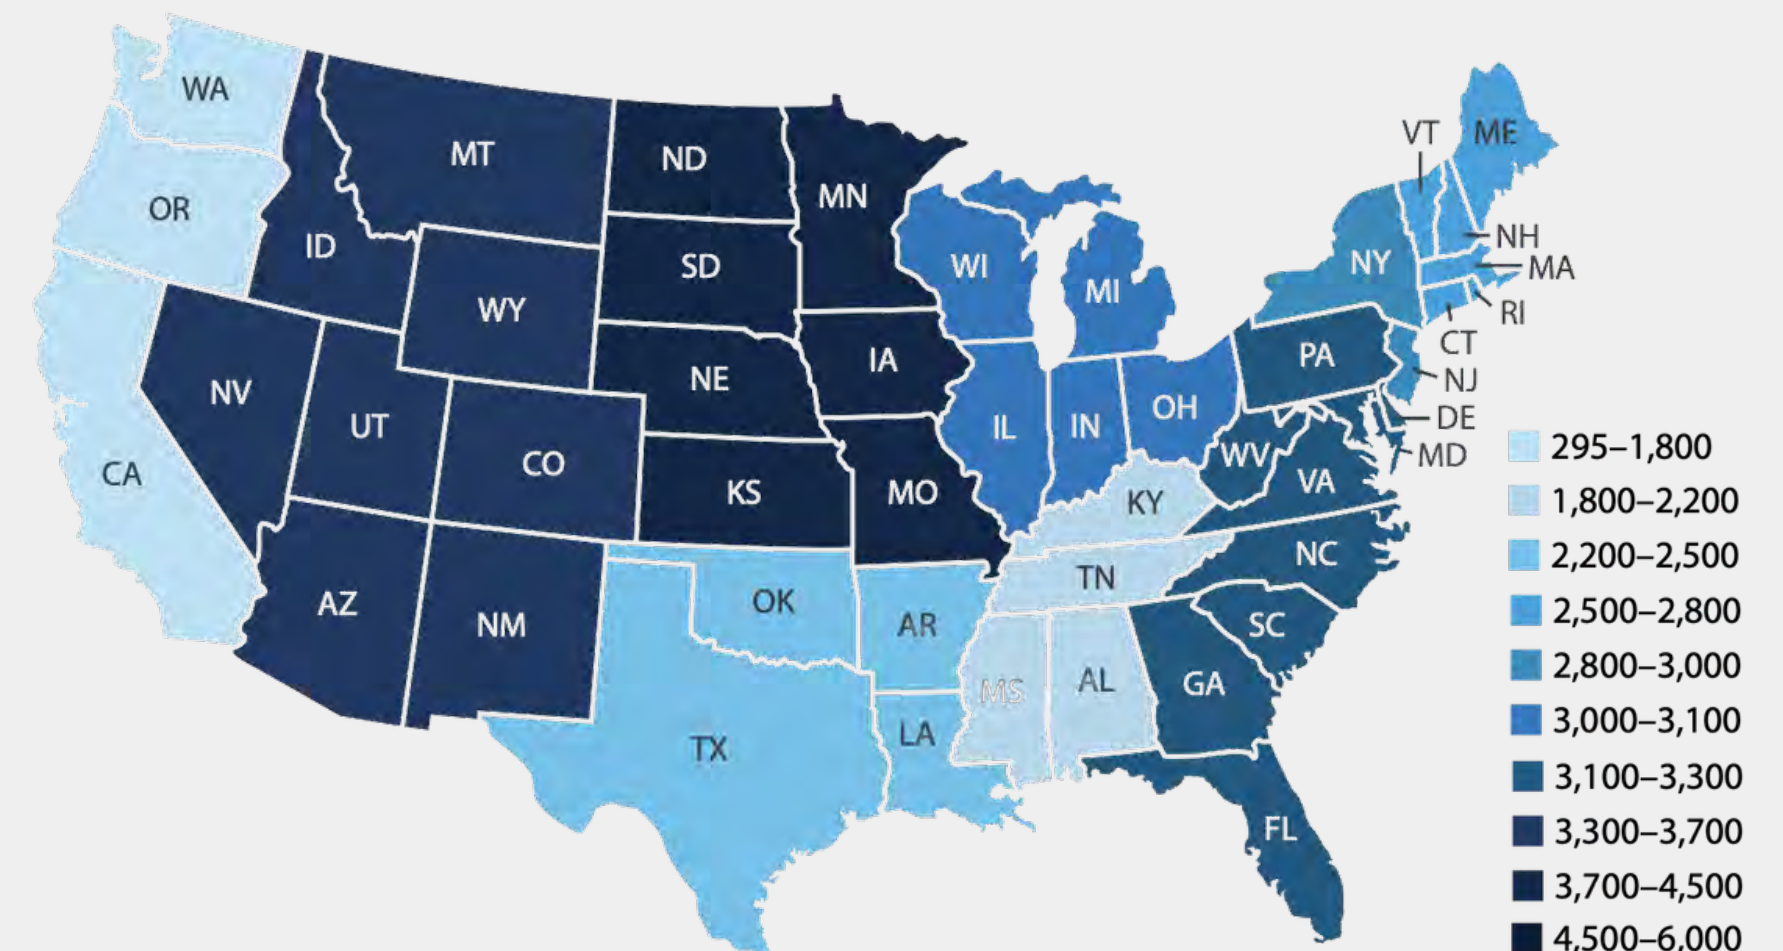 WA
MT
ND
MN
VT
ME
OR
ID
SD
WI
MI
NY
NH
MA
WY
RI
NV
UT
CO
NE
IA
IL
IN
OH
PA
CT
NJ
DE
MD
CA
KS
MO
KY
WV
VA
AZ
NM
OK
AR
TN
NC
SC
TX
LA
MS
AL
GA
FL
295–1,800
1,800–2,200
2,200–2,500
2,500–2,800
2,800–3,000
3,000–3,100
3,100–3,300
3,300–3,700
3,700–4,500
4,500–6,000